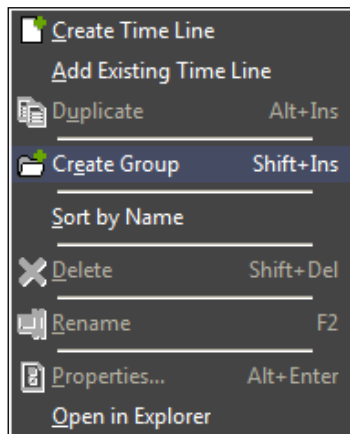 Create Time Line
Add Existing Time Line
Duplicate Alt+Ins
Create Group Shift+Ins
Sort by Name
Delete Shift+Del
Rename F2
Properties... Alt+Enter
Open in Explorer